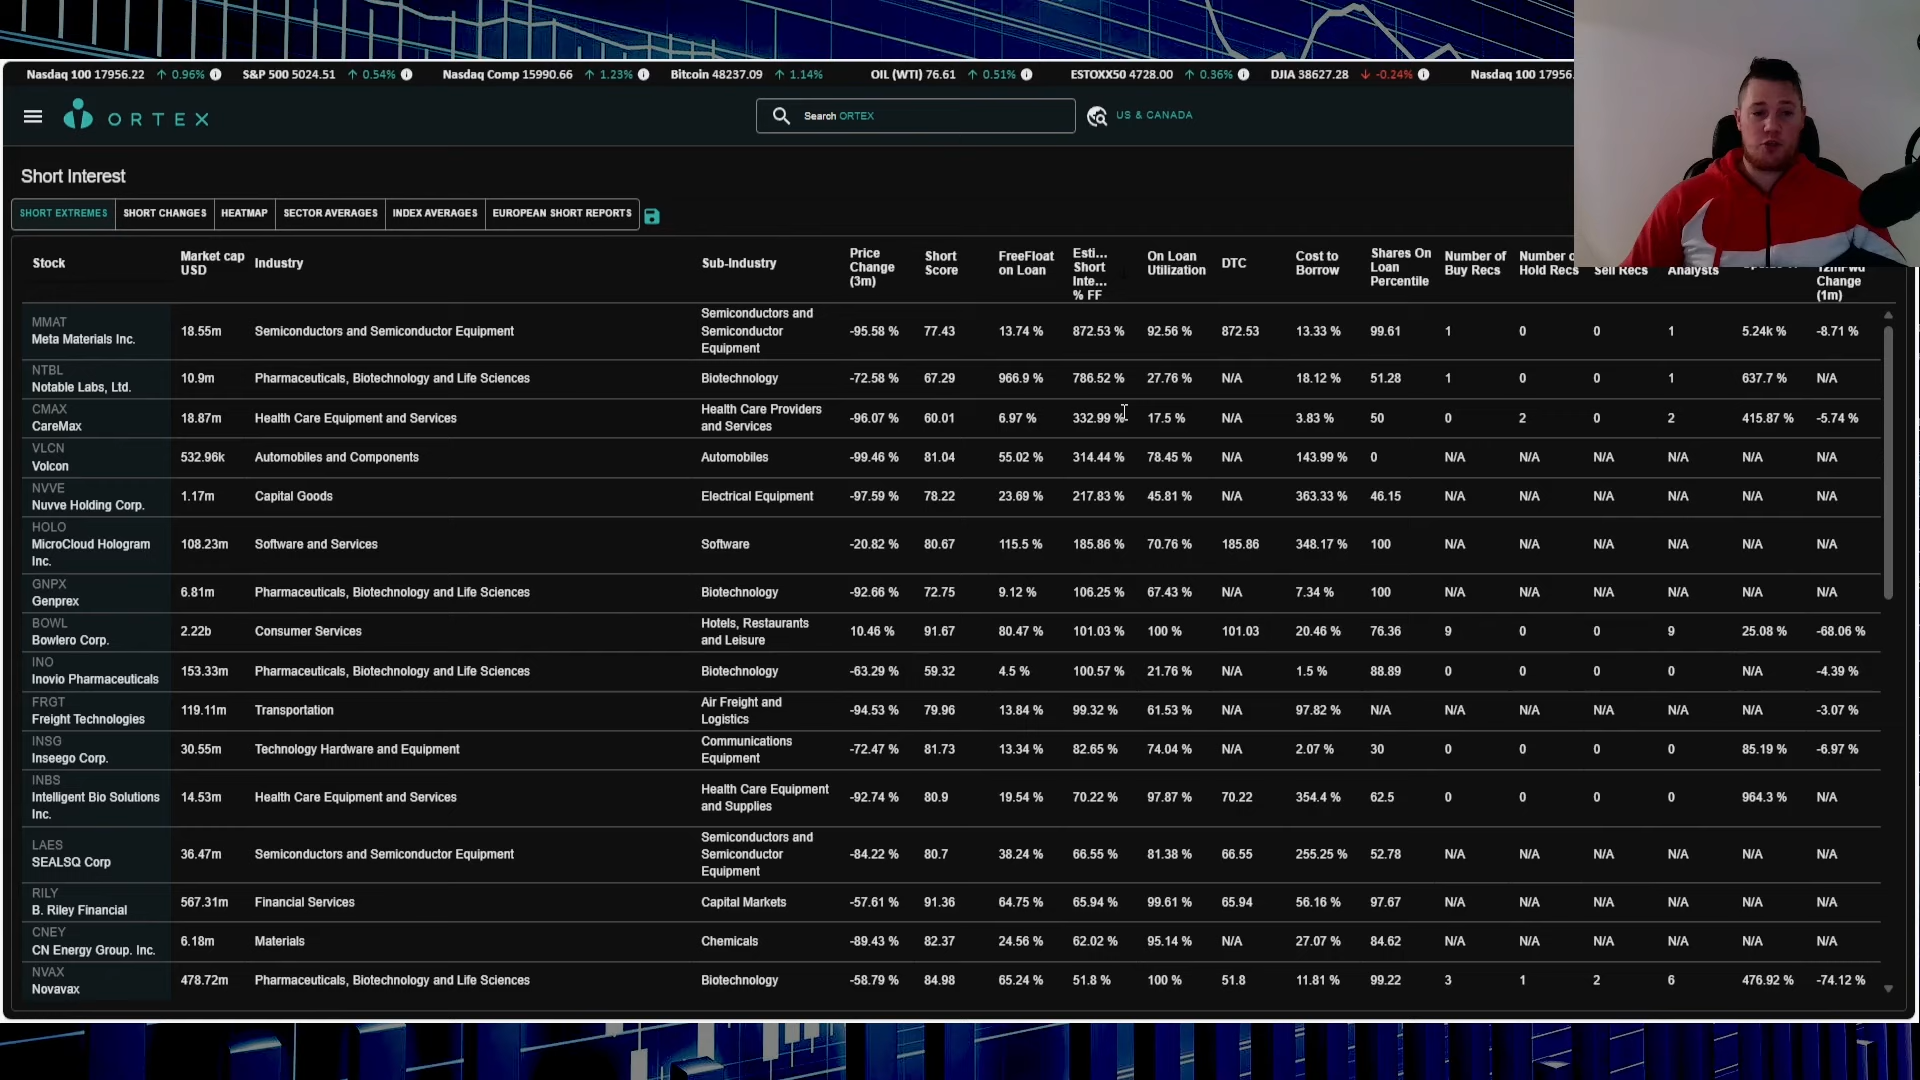 Nasdaq 100 17956.22 ↑ 0.96% S&P 500 5024.51 ↑ 0.54% Nasdaq Comp 15990.66 ↑ 1.23% Bitcoin 48237.09 ↑ 1.14% OIL (WTI) 76.61 ↑ 0.51% ESTOXX50 4728.00 ↑ 0.36% DJIA 38627.28 ↓ -0.24% Nasdaq 100 17956.
ORTEX
Search ORTEX
US & CANADA
Short Interest
SHORT EXTREMES SHORT CHANGES HEATMAP SECTOR AVERAGES INDEX AVERAGES EUROPEAN SHORT REPORTS
Stock
Market cap
USD
Industry
Sub-Industry
Price
Change
(3m)
Short
Score
FreeFloat
on Loan
Esti...
Short
Inte...
% FF
On Loan
Utilization
DTC
Cost to
Borrow
Shares On
Loan
Percentile
Number of
Buy Recs
Number
Hold Recs
Sell Recs
Analysts
Change
(1m)
MMAT
Meta Materials Inc.
18.55m Semiconductors and Semiconductor Equipment
Semiconductors and
Semiconductor
Equipment
-95.58 % 77.43 13.74 % 872.53 % 92.56 % 872.53 13.33 % 99.61 1 0 0 1 5.24k % -8.71 %
NTBL
Notable Labs, Ltd.
10.9m Pharmaceuticals, Biotechnology and Life Sciences Biotechnology -72.58 % 67.29 966.9 % 786.52 % 27.76 % N/A 18.12 % 51.28 1 0 0 1 637.7 % N/A
CMAX
CareMax
18.87m Health Care Equipment and Services
Health Care Providers
and Services
-96.07 % 60.01 6.97 % 332.99 % 17.5 % N/A 3.83 % 50 0 2 0 2 415.87 % -5.74 %
VLCN
Volcon
532.96k Automobiles and Components Automobiles -99.46 % 81.04 55.02 % 314.44 % 78.45 % N/A 143.99 % 0 N/A N/A N/A N/A N/A N/A
NVVE
Nuvve Holding Corp.
1.17m Capital Goods Electrical Equipment -97.59 % 78.22 23.69 % 217.83 % 45.81 % N/A 363.33 % 46.15 N/A N/A N/A N/A N/A N/A
HOLO
MicroCloud Hologram
Inc.
108.23m Software and Services Software -20.82 % 80.67 115.5 % 185.86 % 70.76 % 185.86 348.17 % 100 N/A N/A N/A N/A N/A N/A
GNPX
Genprex
6.81m Pharmaceuticals, Biotechnology and Life Sciences Biotechnology -92.66 % 72.75 9.12 % 106.25 % 67.43 % N/A 7.34 % 100 N/A N/A N/A N/A N/A N/A
BOWL
Bowlero Corp.
2.22b Consumer Services
Hotels, Restaurants
and Leisure
10.46 % 91.67 80.47 % 101.03 % 100 % 101.03 20.46 % 76.36 9 0 0 9 25.08 % -68.06 %
INO
Inovio Pharmaceuticals
153.33m Pharmaceuticals, Biotechnology and Life Sciences Biotechnology -63.29 % 59.32 4.5 % 100.57 % 21.76 % N/A 1.5 % 88.89 0 0 0 0 N/A -4.39 %
FRGT
Freight Technologies
119.11m Transportation
Air Freight and
Logistics
-94.53 % 79.96 13.84 % 99.32 % 61.53 % N/A 97.82 % N/A N/A N/A N/A N/A N/A -3.07 %
INSG
Inseego Corp.
30.55m Technology Hardware and Equipment
Communications
Equipment
-72.47 % 81.73 13.34 % 82.65 % 74.04 % N/A 2.07 % 30 0 0 0 0 85.19 % -6.97 %
INBS
Intelligent Bio Solutions
Inc.
14.53m Health Care Equipment and Services
Health Care Equipment
and Supplies
-92.74 % 80.9 19.54 % 70.22 % 97.87 % 70.22 354.4 % 62.5 0 0 0 0 964.3 % N/A
LAES
SEALSQ Corp
36.47m Semiconductors and Semiconductor Equipment
Semiconductors and
Semiconductor
Equipment
-84.22 % 80.7 38.24 % 66.55 % 81.38 % 66.55 255.25 % 52.78 N/A N/A N/A N/A N/A N/A
RILY
B. Riley Financial
567.31m Financial Services Capital Markets -57.61 % 91.36 64.75 % 65.94 % 99.61 % 65.94 56.16 % 97.67 N/A N/A N/A N/A N/A N/A
CNEY
CN Energy Group. Inc.
6.18m Materials Chemicals -89.43 % 82.37 24.56 % 62.02 % 95.14 % N/A 27.07 % 84.62 N/A N/A N/A N/A N/A N/A
NVAX
Novavax
478.72m Pharmaceuticals, Biotechnology and Life Sciences Biotechnology -58.79 % 84.98 65.24 % 51.8 % 100 % 51.8 11.81 % 99.22 3 1 2 6 476.92 % -74.12 %